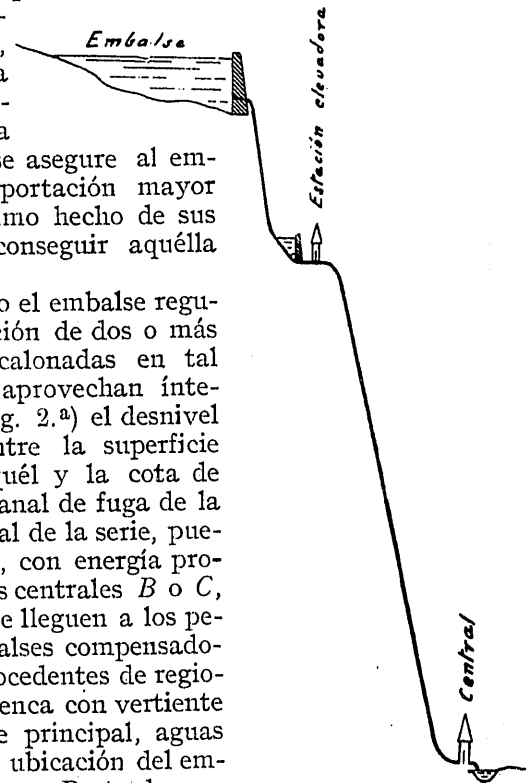 Embalse
Estación elevadora
Central
,
a
-
a
se asegure al em-
portación mayor
mo hecho de sus
conseguir aquélla
o el embalse regu-
ción de dos o más
calonadas en tal
aprovechan ínte-
g. 2.ª) el desnivel
ntre la superficie
uél y la cota de
anal de fuga de la
al de la serie, pue-
, con energía pro-
s centrales B o C,
e lleguen a los pe-
alses compensado-
ocedentes de regio-
enca con vertiente
e principal, aguas
ubicación del em-